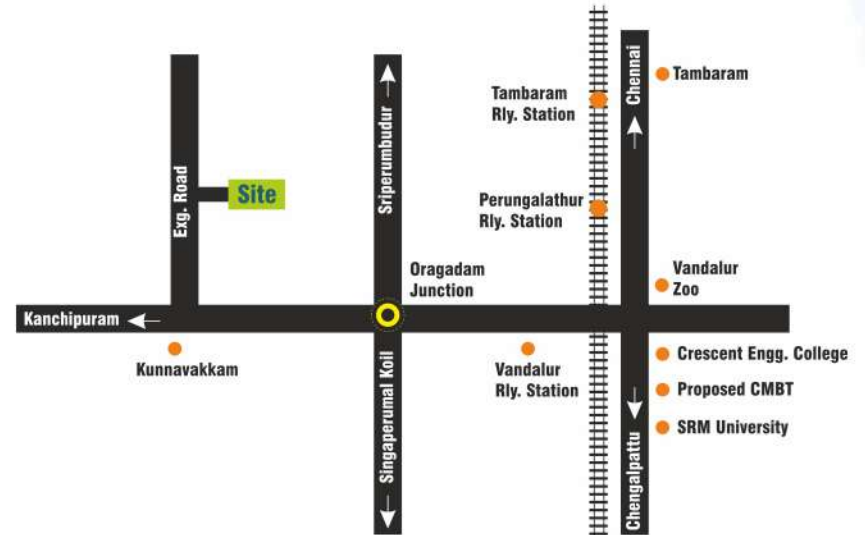 Chennai
Tambaram
Tambaram
Rly. Station
Exg. Road
Site
Sriperumbudur
Perungalathur
Rly. Station
Oragadam
Junction
Vandalur
Zoo
Kanchipuram
Kunnavakkam
Singaperumal Koil
Vandalur
Rly. Station
Chengalpattu
Crescent Engg. College
Proposed CMBT
SRM University